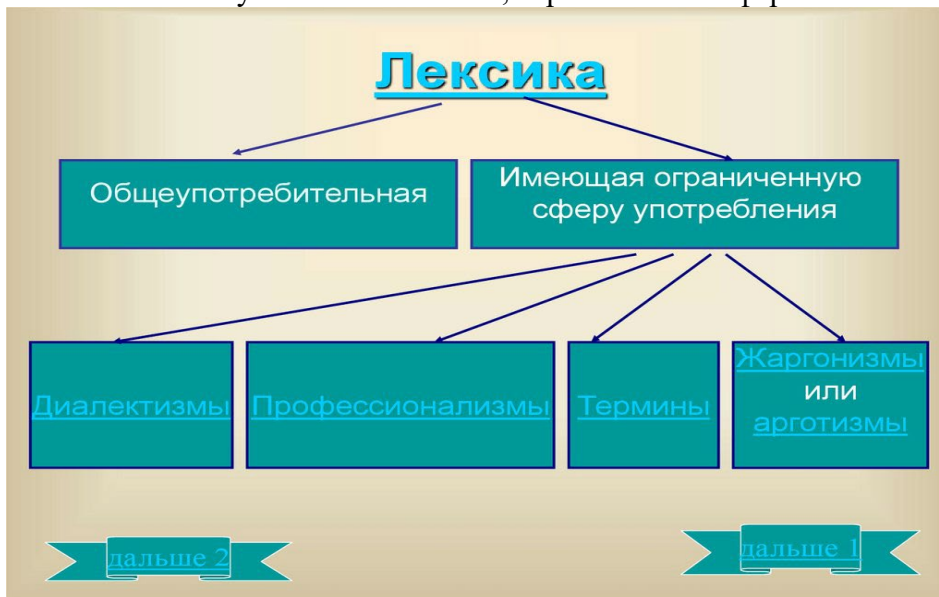 Лексика
Общеупотребительная
Имеющая ограниченную
сферу употребления
Диалектизмы
Профессионализмы
Термины
Жаргонизмы
или
арготизмы
дальше 2
дальше 1